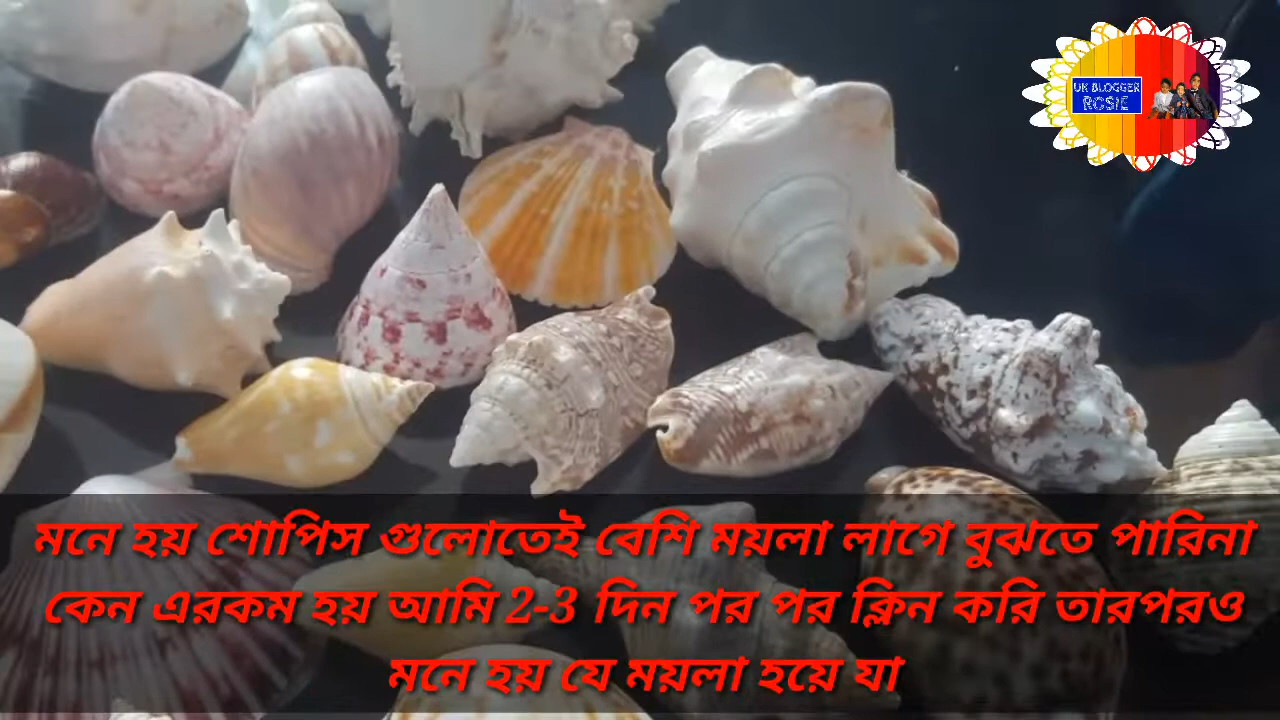 UK BLOGGER
ROSIE
মনে হয় শোপিস গুলোতেই বেশি ময়লা লাগে বুঝতে পারিনা
কেন এরকম হয় আমি 2-3 দিন পর পর ক্লিন করি তারপরও
মনে হয় যে ময়লা হয়ে যা